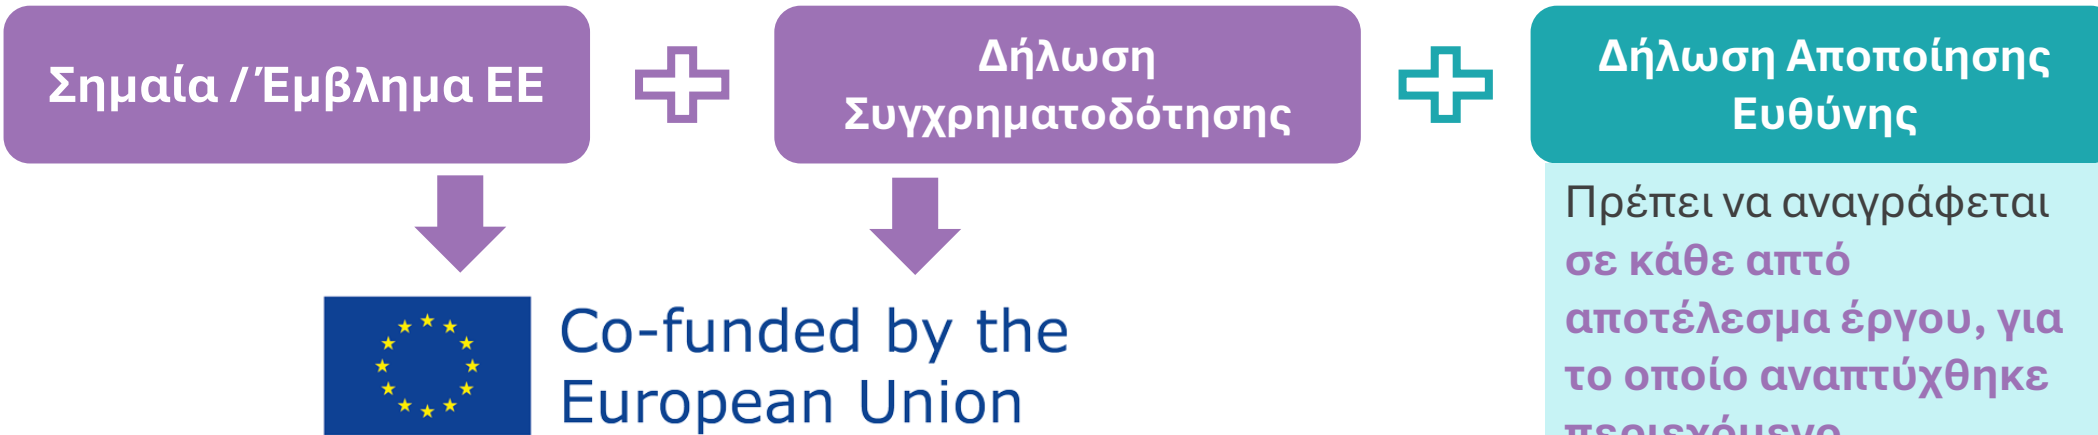 Σημαία / Έμβλημα ΕΕ
Δήλωση
Συγχρηματοδότησης
Δήλωση Αποποίησης
Ευθύνης
Πρέπει να αναγράφεται
σε κάθε απτό
αποτέλεσμα έργου, για
το οποίο αναπτύχθηκε
περιεχόμενο
Co-funded by the
European Union